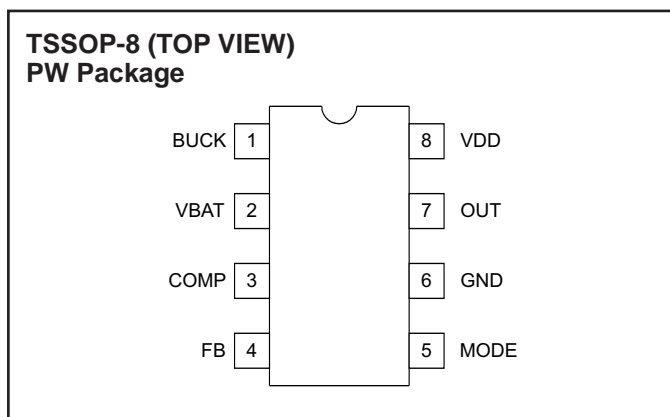 TSSOP-8 (TOP VIEW)
PW Package
BUCK 1 8 VDD
VBAT 2 7 OUT
COMP 3 6 GND
FB 4 5 MODE